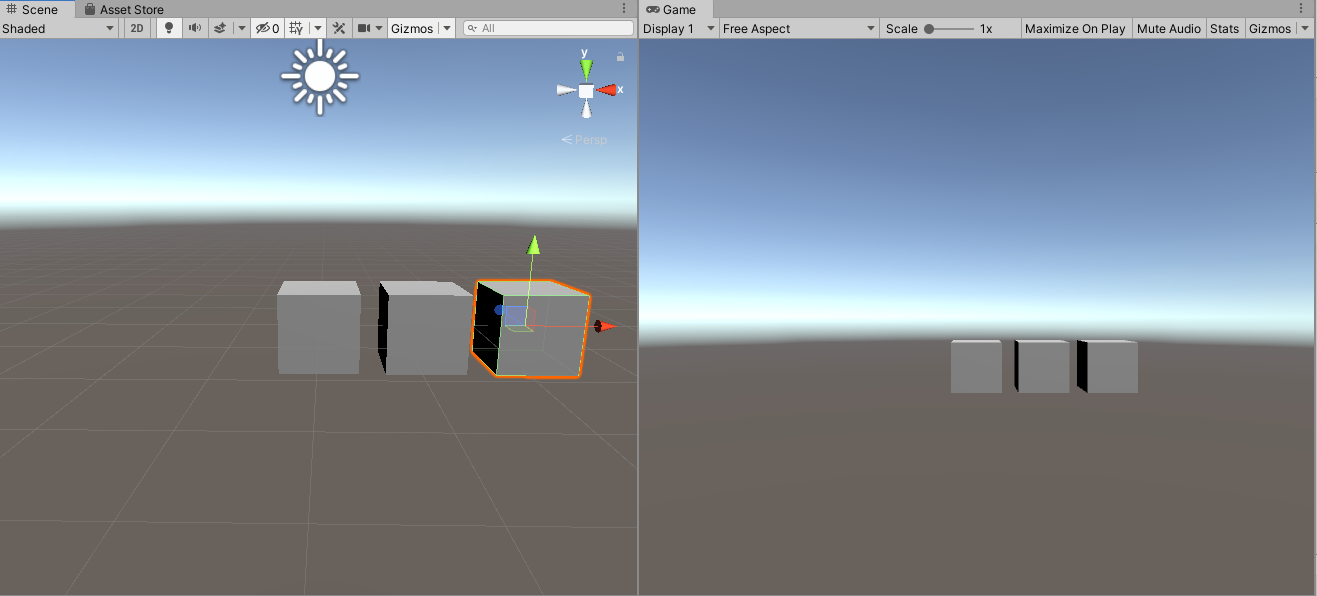 Scene
Asset Store
Shaded
2D
0
Gizmos
All
y
x
Persp
Game
Display 1
Free Aspect
Scale
1x
Maximize On Play
Mute Audio
Stats
Gizmos